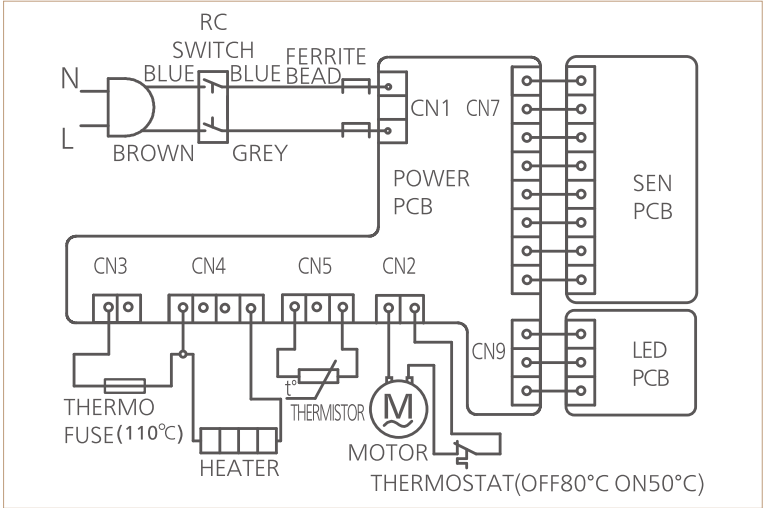 RC
SWITCH
N
BLUE
BLUE
FERRITE
BEAD
CN1
CN7
L
BROWN
GREY
POWER
PCB
SEN
PCB
CN3
CN4
CN5
CN2
CN9
LED
PCB
t°
THERMO
FUSE(110℃)
THERMISTOR
M
HEATER
MOTOR
THERMOSTAT(OFF80°C ON50°C)